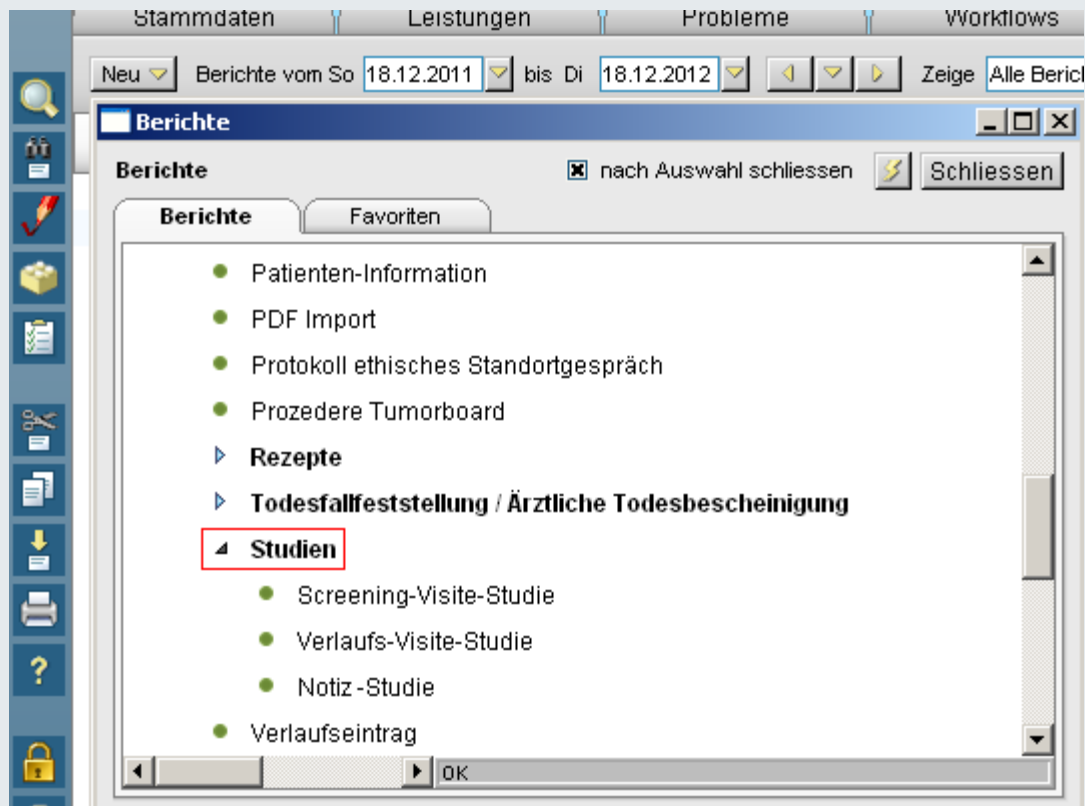 Stammdaten Leistungen Probleme Workflows
Neu Berichte vom So 18.12.2011 bis Di 18.12.2012 Zeige Alle Beric
Berichte
Berichte nach Auswahl schliessen Schliessen
Berichte Favoriten
Patienten-Information
PDF Import
Protokoll ethisches Standortgespräch
Prozedere Tumorboard
Rezepte
Todesfallfeststellung / Ärztliche Todesbescheinigung
Studien
Screening-Visite-Studie
Verlaufs-Visite-Studie
Notiz -Studie
?
Verlaufseintrag
OK